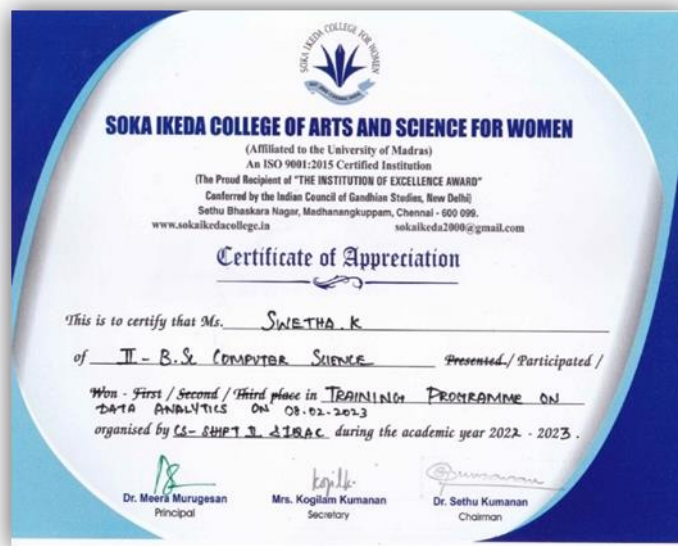 SOKA IKEDA COLLEGE FOR WOMEN
SOKA IKEDA COLLEGE OF ARTS AND SCIENCE FOR WOMEN
(Affiliated to the University of Madras)
An ISO 9001:2015 Certified Institution
(The Proud Recipient of "THE INSTITUTION OF EXCELLENCE AWARD"
Conferred by the Indian Council of Gandhian Studies, New Delhi)
Sethu Bhaskara Nagar, Madhanangkuppam, Chennai - 600 099.
www.sokaikedacollege.in sokaikeda2000@gmail.com
Certificate of Appreciation
This is to certify that Ms. SWETHA. K
of II - B.Sc COMPUTER SCIENCE Presented / Participated /
Won - First / Second / Third place in TRAINING PROGRAMME ON
DATA ANALYTICS ON 08.02.2023
organised by CS- SHIFT II & IQAC during the academic year 2022 - 2023.
Dr. Meera Murugesan Mrs. Kogilam Kumanan Dr. Sethu Kumanan
Principal Secretary Chairman